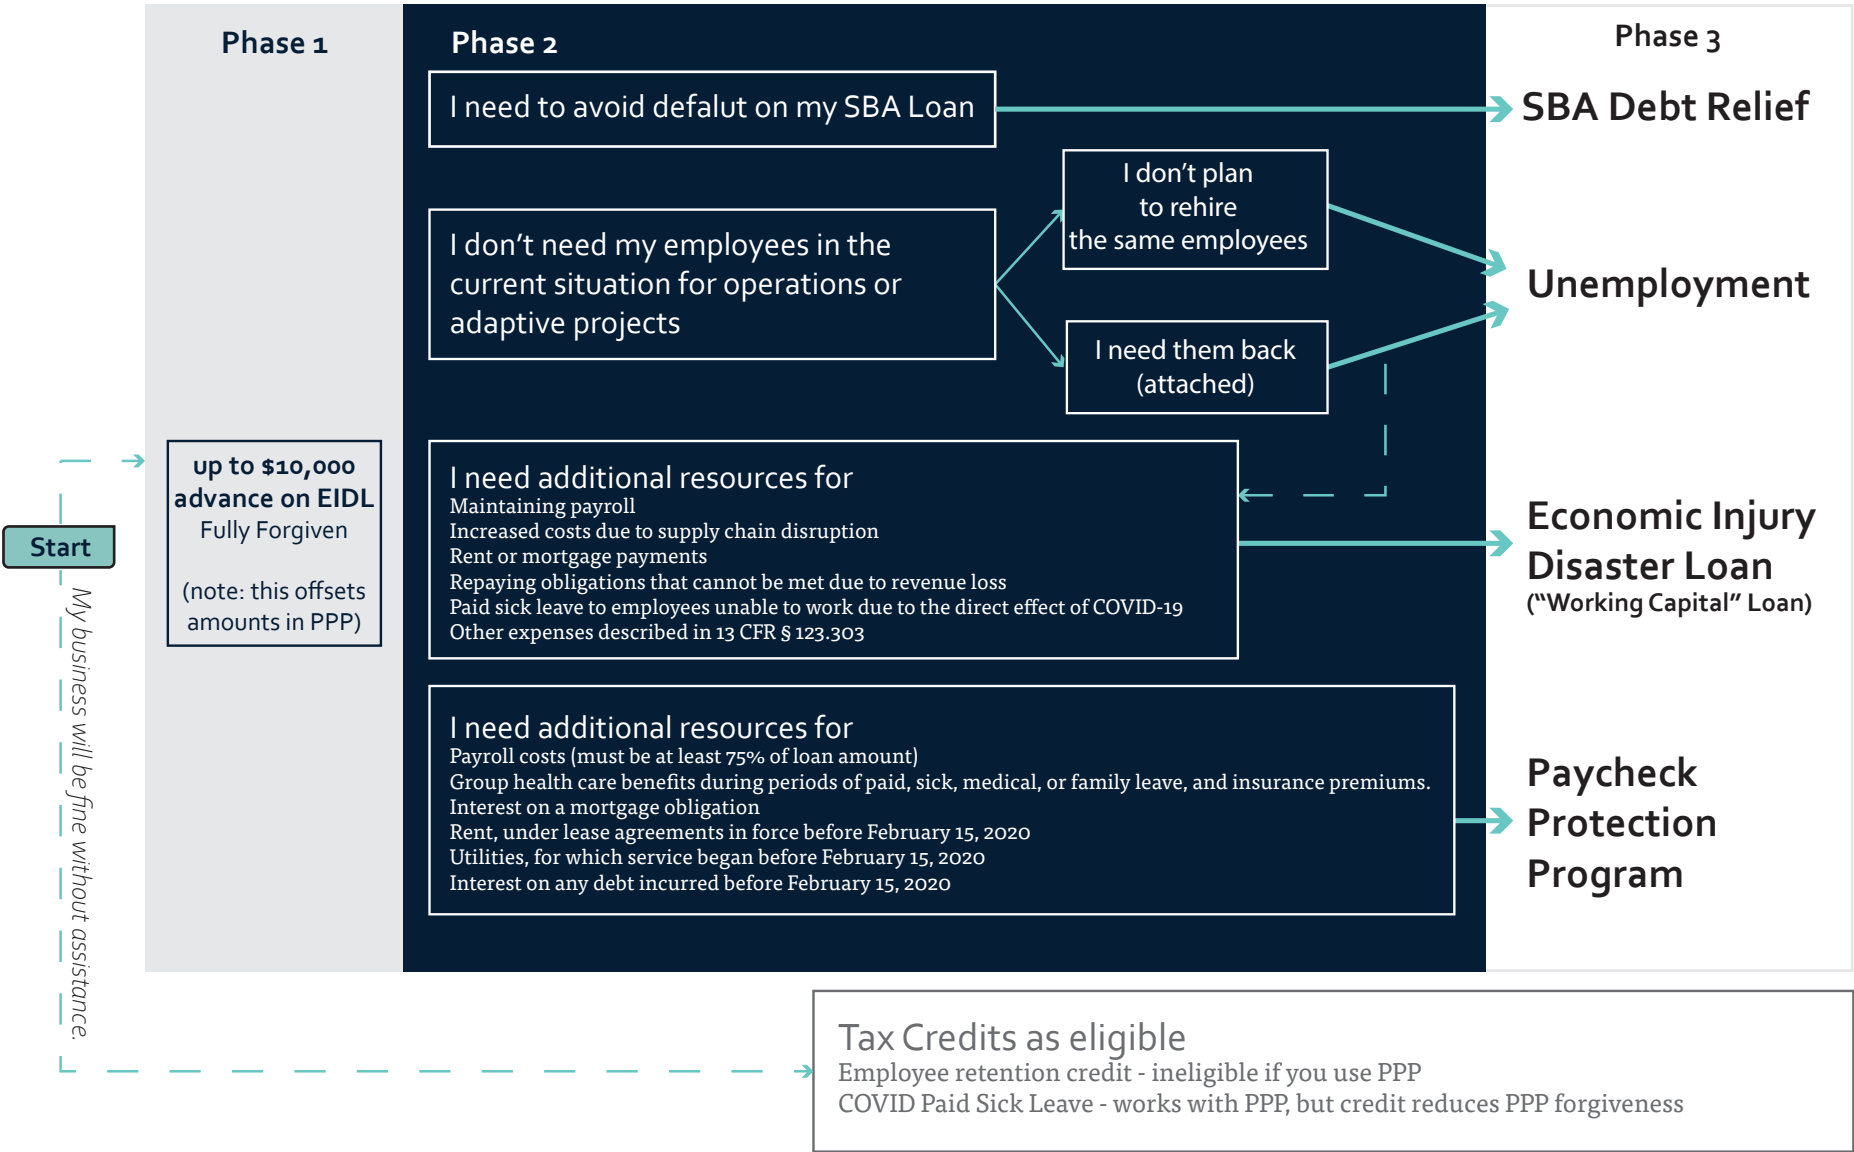 Phase 1
Phase 2
Phase 3
I need to avoid defalut on my SBA Loan
SBA Debt Relief
I don't need my employees in the
current situation for operations or
adaptive projects
I don't plan
to rehire
the same employees
I need them back
(attached)
Unemployment
Start
My business will be fine without assistance.
up to $10,000
advance on EIDL
Fully Forgiven
(note: this offsets
amounts in PPP)
I need additional resources for
Maintaining payroll
Increased costs due to supply chain disruption
Rent or mortgage payments
Repaying obligations that cannot be met due to revenue loss
Paid sick leave to employees unable to work due to the direct effect of COVID-19
Other expenses described in 13 CFR § 123.303
Economic Injury
Disaster Loan
("Working Capital" Loan)
I need additional resources for
Payroll costs (must be at least 75% of loan amount)
Group health care benefits during periods of paid, sick, medical, or family leave, and insurance premiums.
Interest on a mortgage obligation
Rent, under lease agreements in force before February 15, 2020
Utilities, for which service began before February 15, 2020
Interest on any debt incurred before February 15, 2020
Paycheck
Protection
Program
Tax Credits as eligible
Employee retention credit - ineligible if you use PPP
COVID Paid Sick Leave - works with PPP, but credit reduces PPP forgiveness